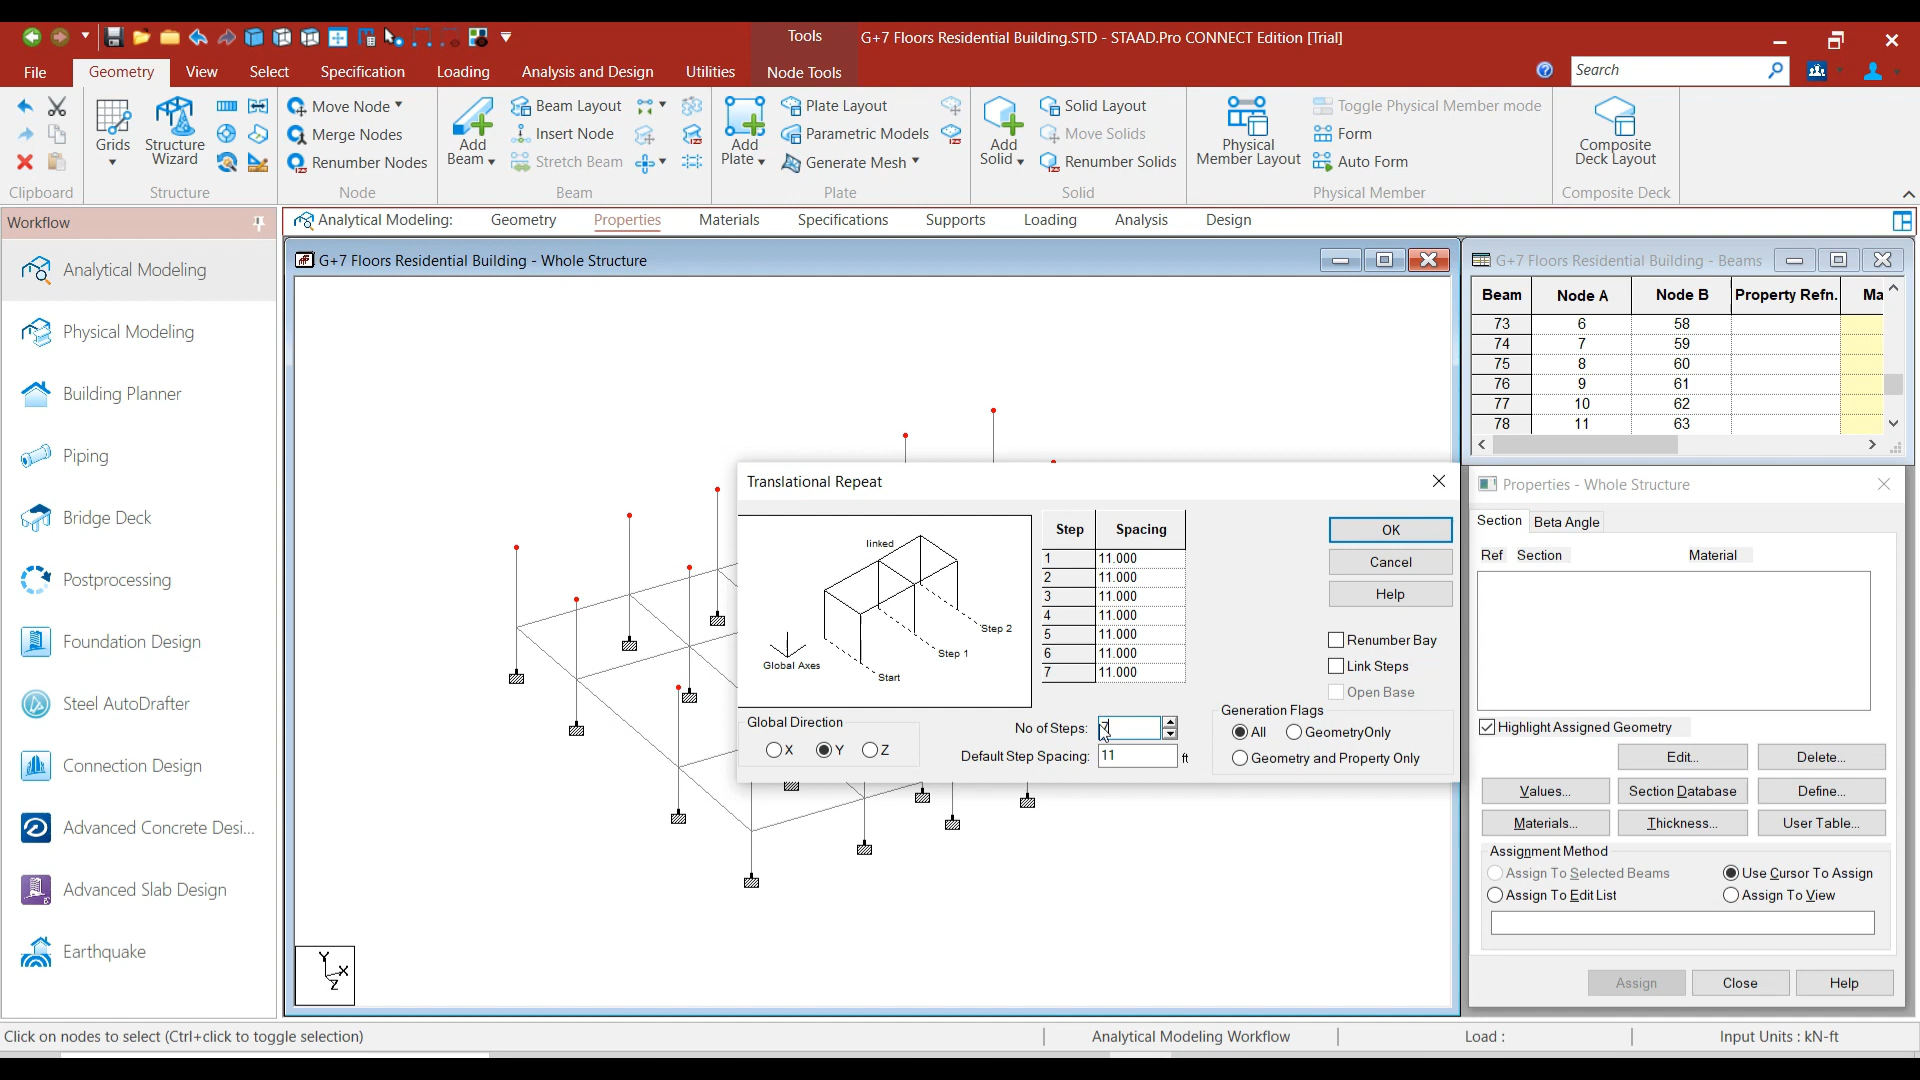 Tools
G+7 Floors Residential Building.STD - STAAD.Pro CONNECT Edition [Trial]
File
Geometry
View
Select
Specification
Loading
Analysis and Design
Utilities
Node Tools
Search
Move Node
Merge Nodes
Renumber Nodes
Grids
Structure Wizard
Add Beam
Beam Layout
Insert Node
Stretch Beam
Add Plate
Plate Layout
Parametric Models
Generate Mesh
Add Solid
Solid Layout
Move Solids
Renumber Solids
Physical Member Layout
Toggle Physical Member mode
Form
Auto Form
Composite Deck Layout
Clipboard
Structure
Node
Beam
Plate
Solid
Physical Member
Composite Deck
Workflow
Analytical Modeling: Geometry Properties Materials Specifications Supports Loading Analysis Design
Analytical Modeling
Physical Modeling
Building Planner
Piping
Bridge Deck
Postprocessing
Foundation Design
Steel AutoDrafter
Connection Design
Advanced Concrete Desi...
Advanced Slab Design
Earthquake
G+7 Floors Residential Building - Whole Structure
Y
X
Z
G+7 Floors Residential Building - Beams
Beam Node A Node B Property Refn. Ma
73 6 58
74 7 59
75 8 60
76 9 61
77 10 62
78 11 63
Translational Repeat
linked
Step 2
Step 1
Start
Global Axes
Step Spacing
1 11.000
2 11.000
3 11.000
4 11.000
5 11.000
6 11.000
7 11.000
OK
Cancel
Help
Renumber Bay
Link Steps
Open Base
Global Direction
X Y Z
No of Steps: 7
Default Step Spacing: 11 ft
Generation Flags
All GeometryOnly
Geometry and Property Only
Properties - Whole Structure
Section Beta Angle
Ref Section Material
Highlight Assigned Geometry
Edit... Delete...
Values... Section Database Define...
Materials... Thickness... User Table...
Assignment Method
Assign To Selected Beams Use Cursor To Assign
Assign To Edit List Assign To View
Assign Close Help
Click on nodes to select (Ctrl+click to toggle selection)
Analytical Modeling Workflow
Load :
Input Units : kN-ft